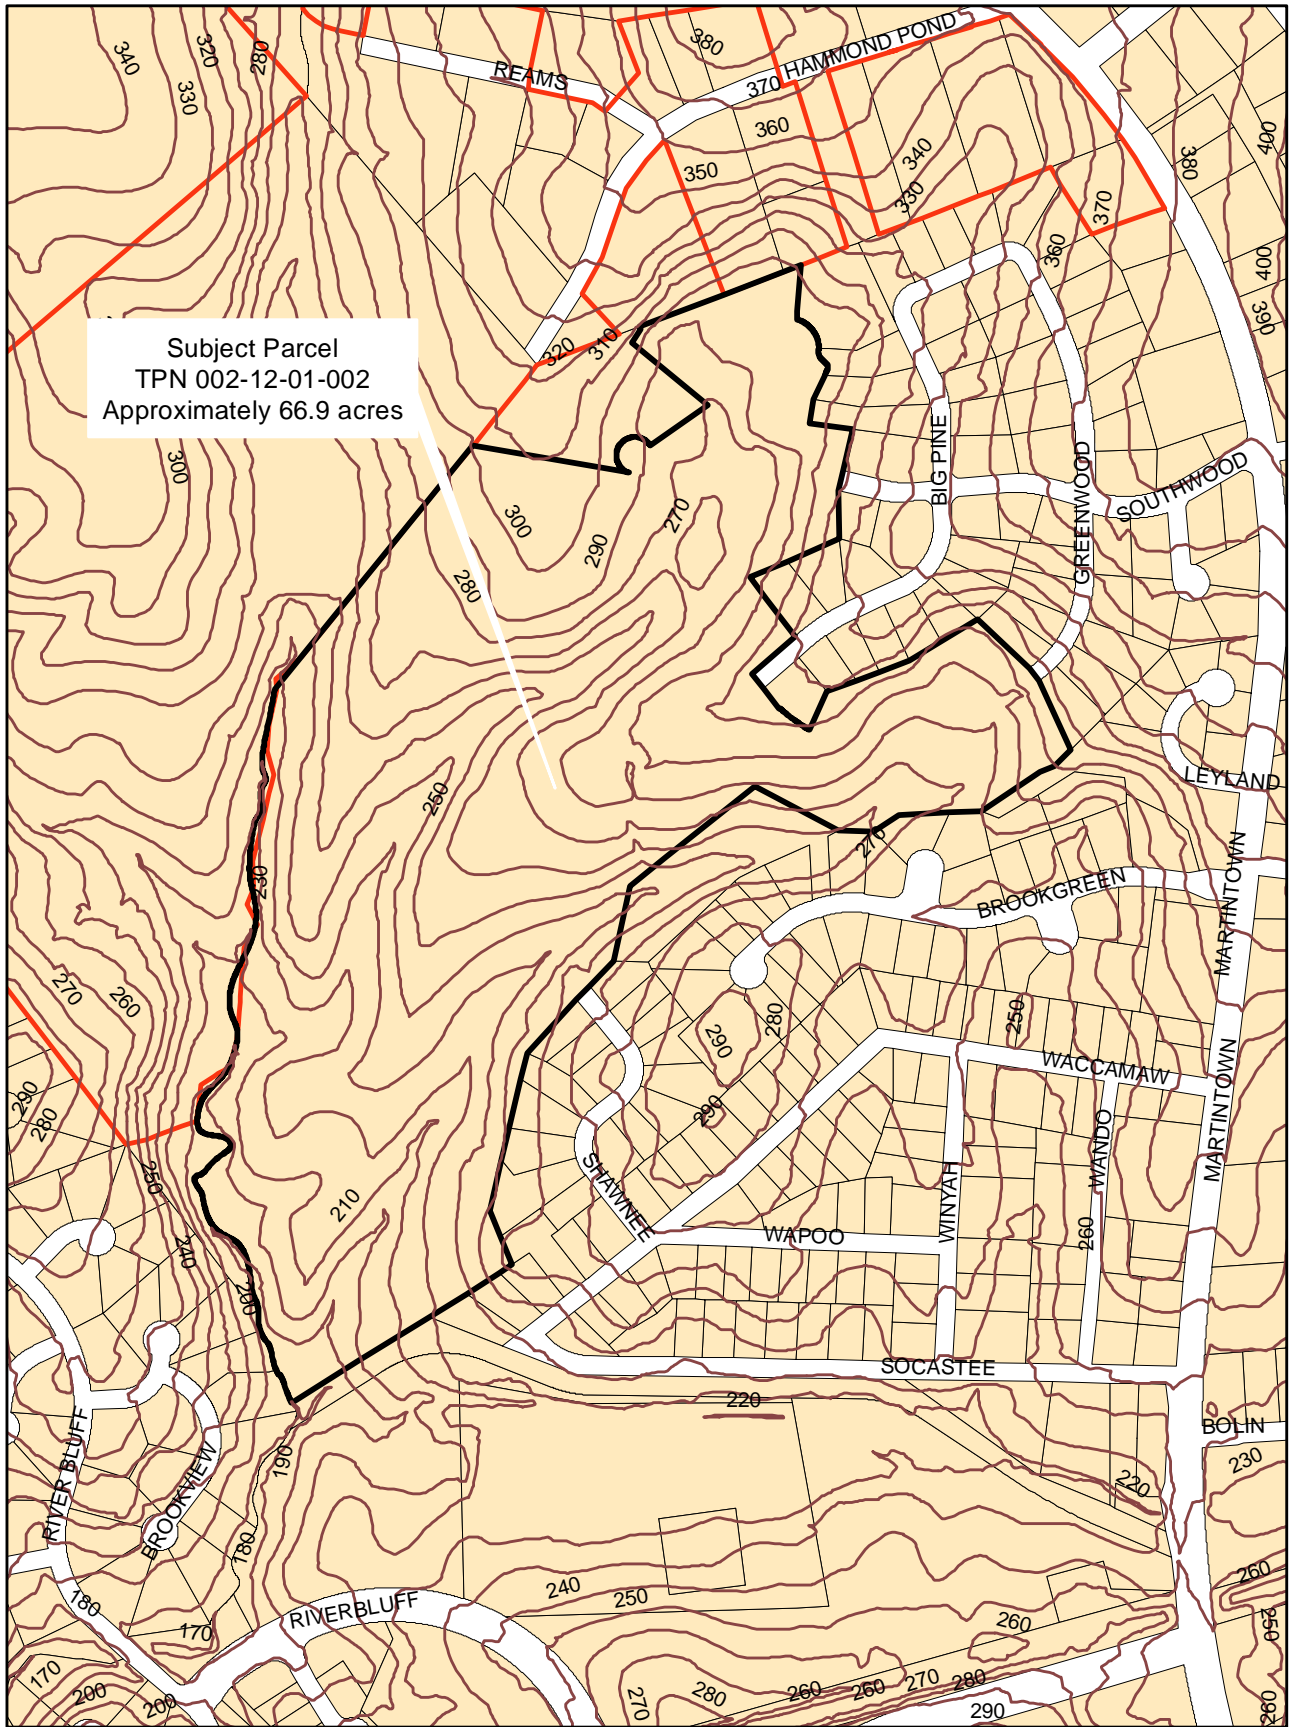 340
320
280
330
REAMS
380
HAMMOND POND
370
360
350
340
330
380
400
370
360
400
390
Subject Parcel
TPN 002-12-01-002
Approximately 66.9 acres
320
310
300
300
290
270
280
BIG PINE
GREENWOOD
SOUTHWOOD
LEYLAND
250
270
230
BROOKGREEN
MARTINTOWN
270
260
290
280
250
290
280
290
WACCAMAW
MARTINTOWN
WANDO
250
240
210
200
SHAWNEE
WAPOO
WINYAH
260
SOCASTEE
220
BOLIN
230
220
190
RIVER BLUFF
BROOKVIEW
180
180
170
RIVERBLUFF
240
250
260
260
250
170
200
200
270
280
260
260
270
280
290
260